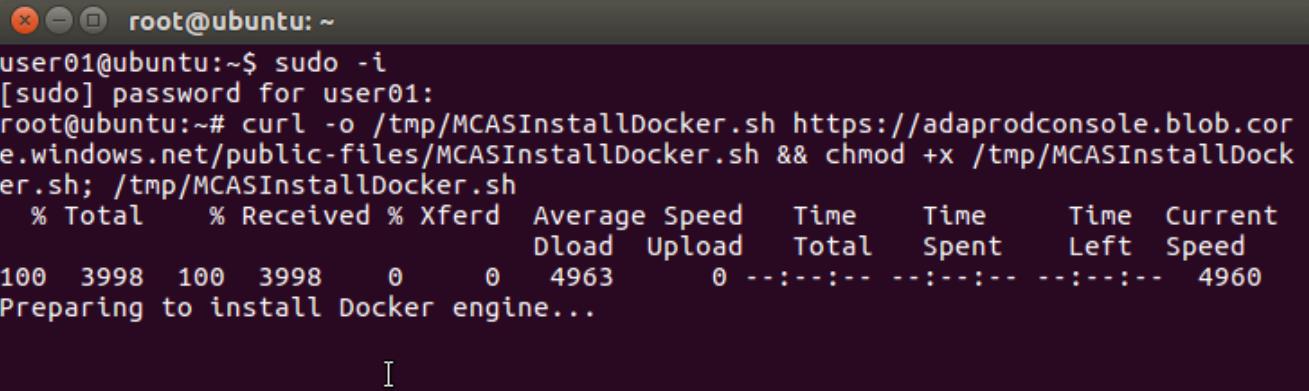 root@ubuntu: ~
user01@ubuntu:~$ sudo -i
[sudo] password for user01:
root@ubuntu:~# curl -o /tmp/MCASInstallDocker.sh https://adaprodconsole.blob.cor
e.windows.net/public-files/MCASInstallDocker.sh && chmod +x /tmp/MCASInstallDock
er.sh; /tmp/MCASInstallDocker.sh
% Total % Received % Xferd Average Speed Time Time Time Current
Dload Upload Total Spent Left Speed
100 3998 100 3998 0 0 4963 0 --:--:-- --:--:-- --:--:-- 4960
Preparing to install Docker engine...